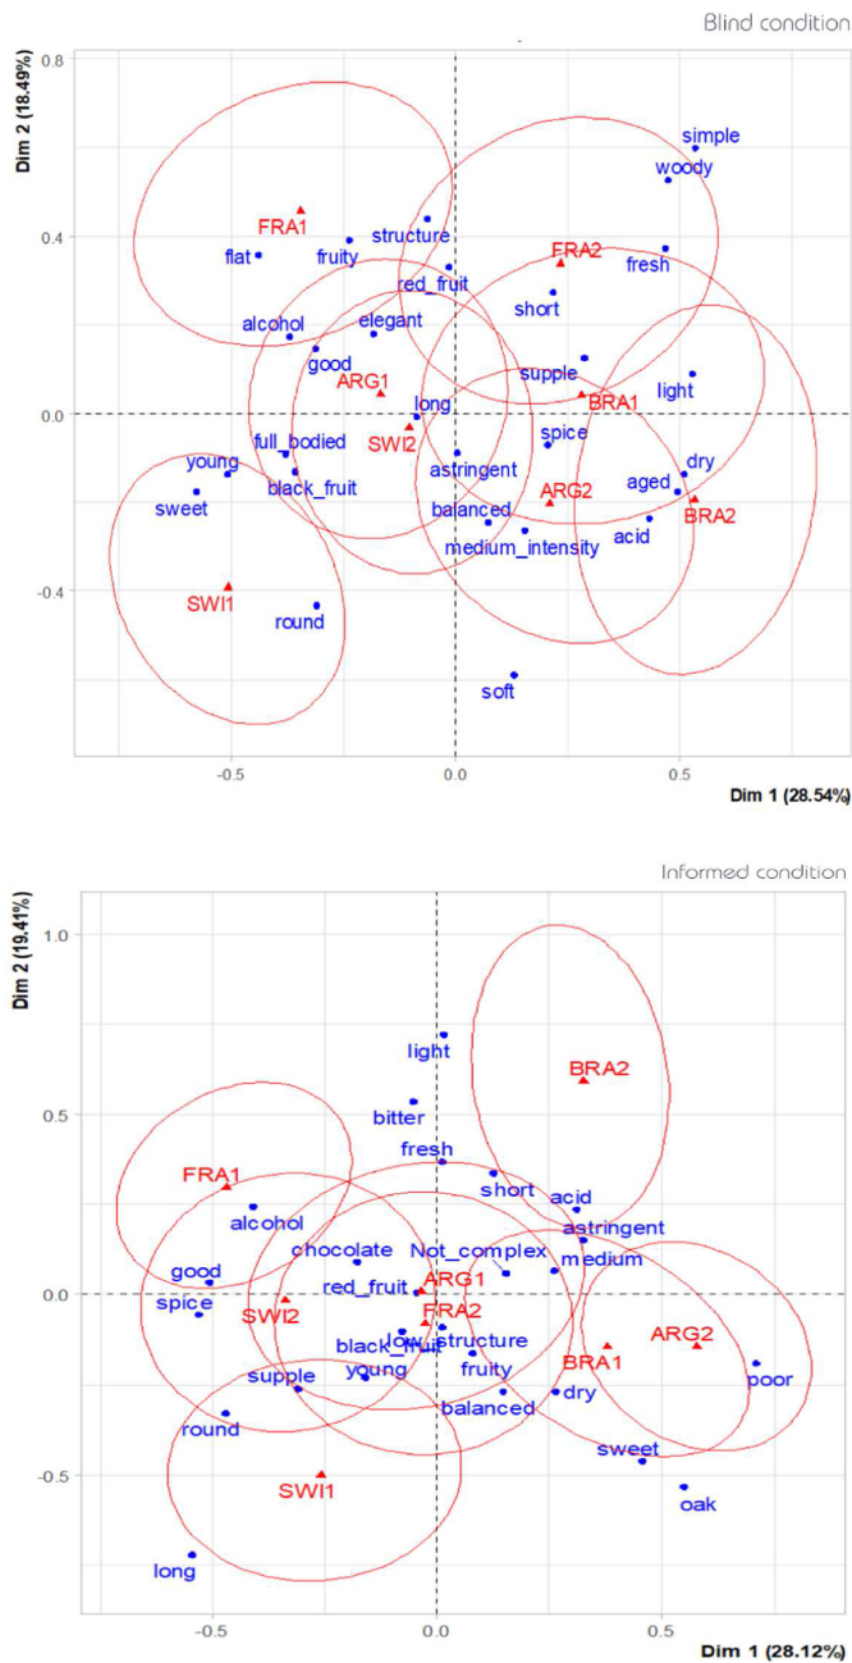 Blind condition
Dim 2 (18.49%)
0.8
simple
woody
FRA1
structure
0.4
flat
fruity
FRA2
fresh
red_fruit
short
alcohol
elegant
good
supple
light
ARG1
long
BRA1
0.0
full_bodied
SWI2
spice
young
astringent
dry
sweet
black_fruit
balanced
ARG2
aged
BRA2
medium_intensity
acid
-0.4
SWI1
round
soft
-0.5
0.0
0.5
Dim 1 (28.54%)
Informed condition
Dim 2 (19.41%)
1.0
light
BRA2
0.5
bitter
fresh
FRA1
short
acid
alcohol
astringent
chocolate
Not_complex
medium
good
red_fruit
ARG1
0.0
spice
SWI2
FRA2
black_fruit
low_structure
ARG2
BRA1
supple
young
fruity
poor
round
balanced
dry
sweet
-0.5
SWI1
oak
long
-0.5
0.0
0.5
Dim 1 (28.12%)